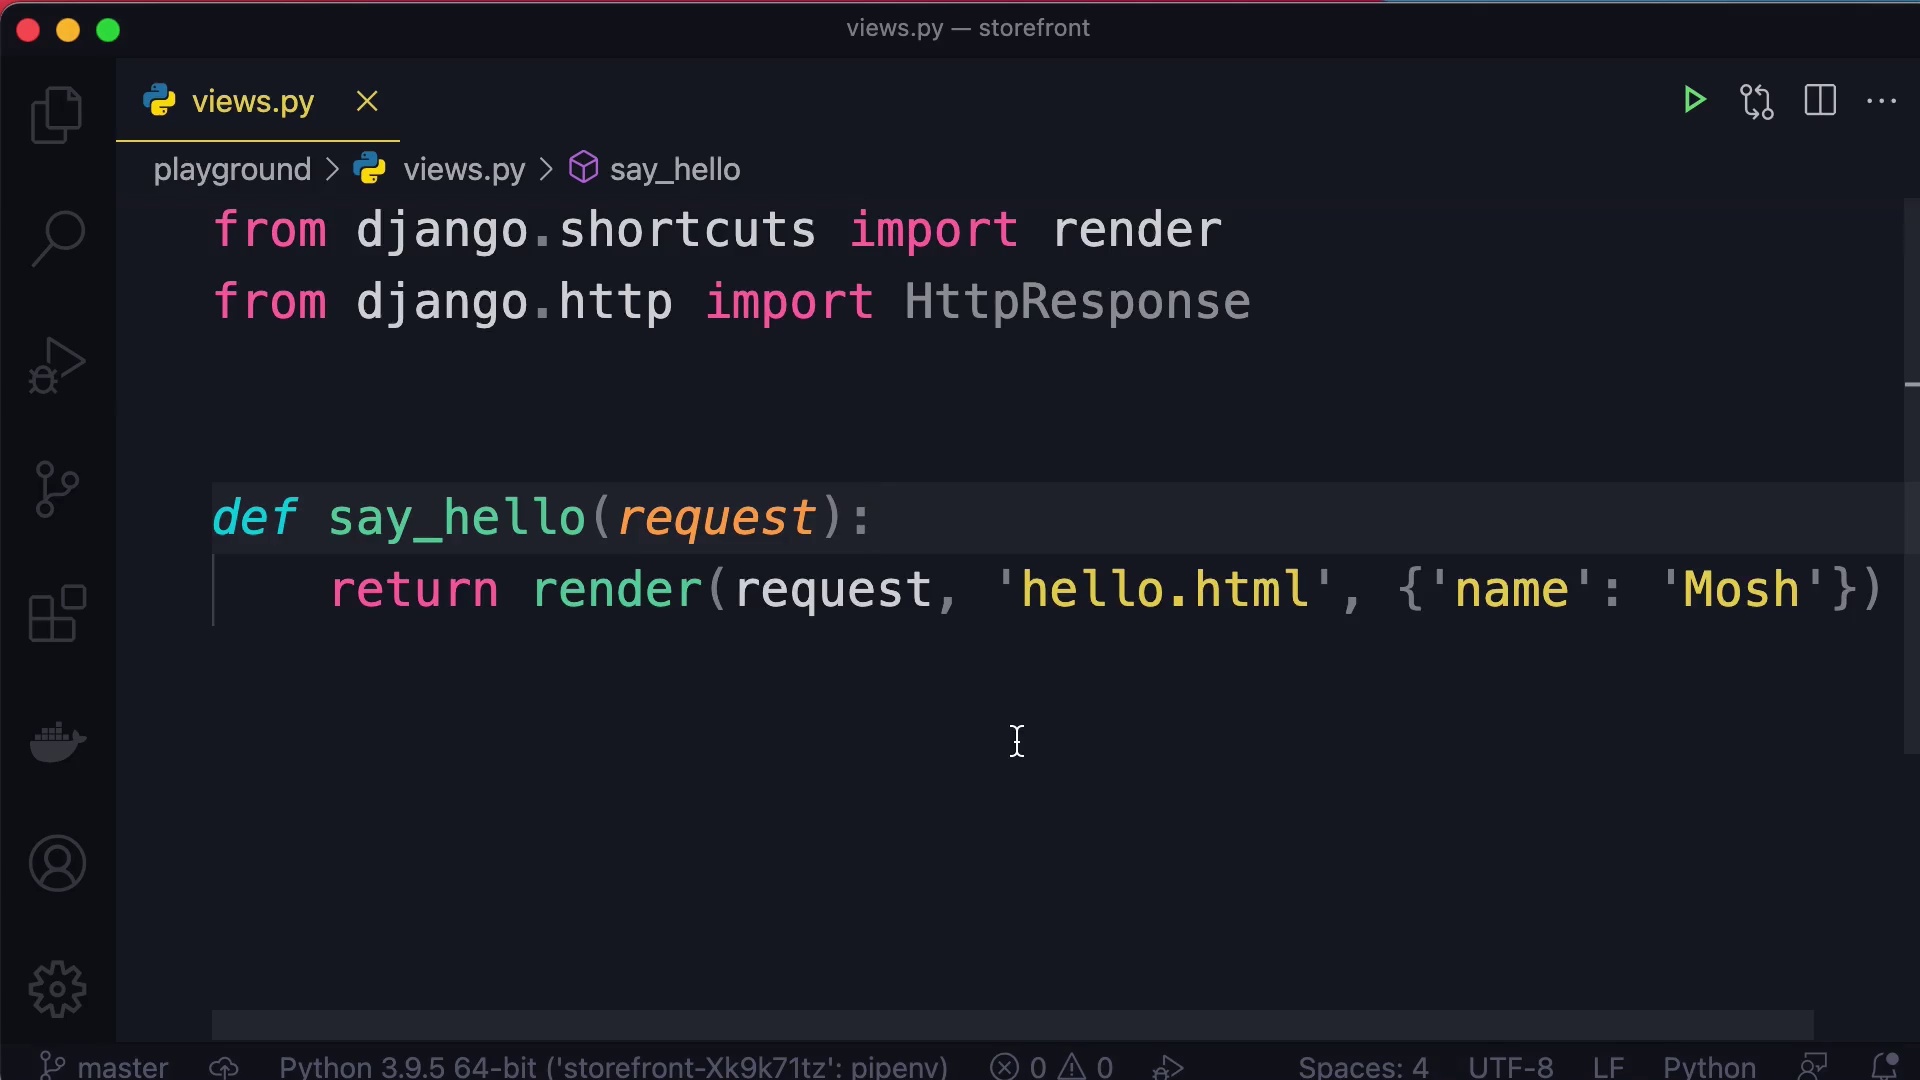 views.py — storefront
views.py
playground > views.py > say_hello
from django.shortcuts import render
from django.http import HttpResponse
def say_hello(request):
    return render(request, 'hello.html', {'name': 'Mosh'})
master Python 3.9.5 64-bit ('storefront-Xk9k71tz': pipenv) 0 0 Spaces: 4 UTF-8 LF Python